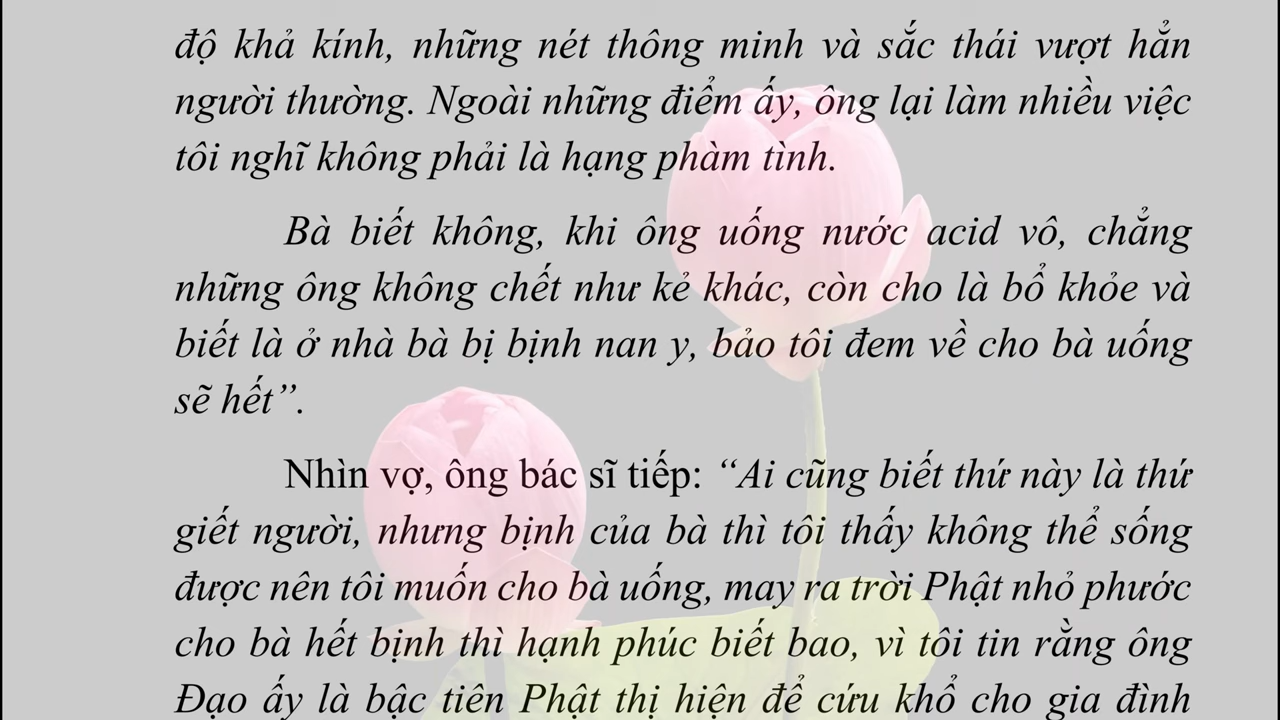 độ khả kính, những nét thông minh và sắc thái vượt hẳn
người thường. Ngoài những điểm ấy, ông lại làm nhiều việc
tôi nghĩ không phải là hạng phàm tình.
Bà biết không, khi ông uống nước acid vô, chẳng
những ông không chết như kẻ khác, còn cho là bổ khỏe và
biết là ở nhà bà bị bịnh nan y, bảo tôi đem về cho bà uống
sẽ hết”.
Nhìn vợ, ông bác sĩ tiếp: “Ai cũng biết thứ này là thứ
giết người, nhưng bịnh của bà thì tôi thấy không thể sống
được nên tôi muốn cho bà uống, may ra trời Phật nhỏ phước
cho bà hết bịnh thì hạnh phúc biết bao, vì tôi tin rằng ông
Đạo ấy là bậc tiên Phật thị hiện để cứu khổ cho gia đình